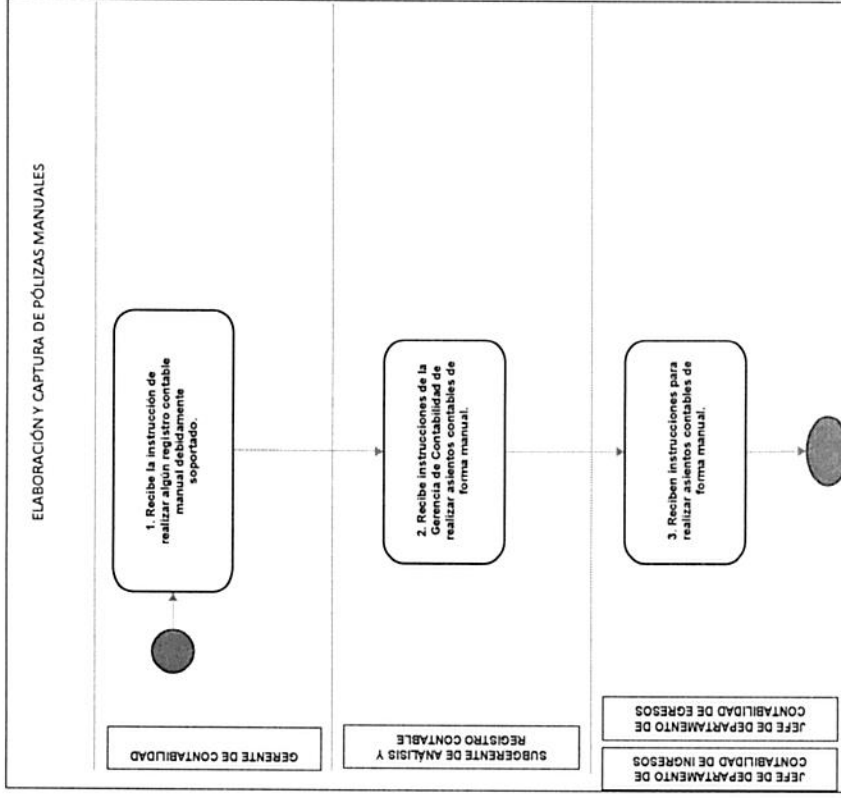 ELABORACIÓN Y CAPTURA DE PÓLIZAS MANUALES
GERENTE DE CONTABILIDAD
1. Recibe la instrucción de
realizar algún registro contable
manual debidamente
soportado.
SUBGERENTE DE ANÁLISIS Y
REGISTRO CONTABLE
2. Recibe instrucciones de la
Gerencia de Contabilidad de
realizar asientos contables de
forma manual.
JEFE DE DEPARTAMENTO DE
CONTABILIDAD DE EGRESOS
JEFE DE DEPARTAMENTO DE
CONTABILIDAD DE INGRESOS
3. Reciben instrucciones para
realizar asientos contables de
forma manual.